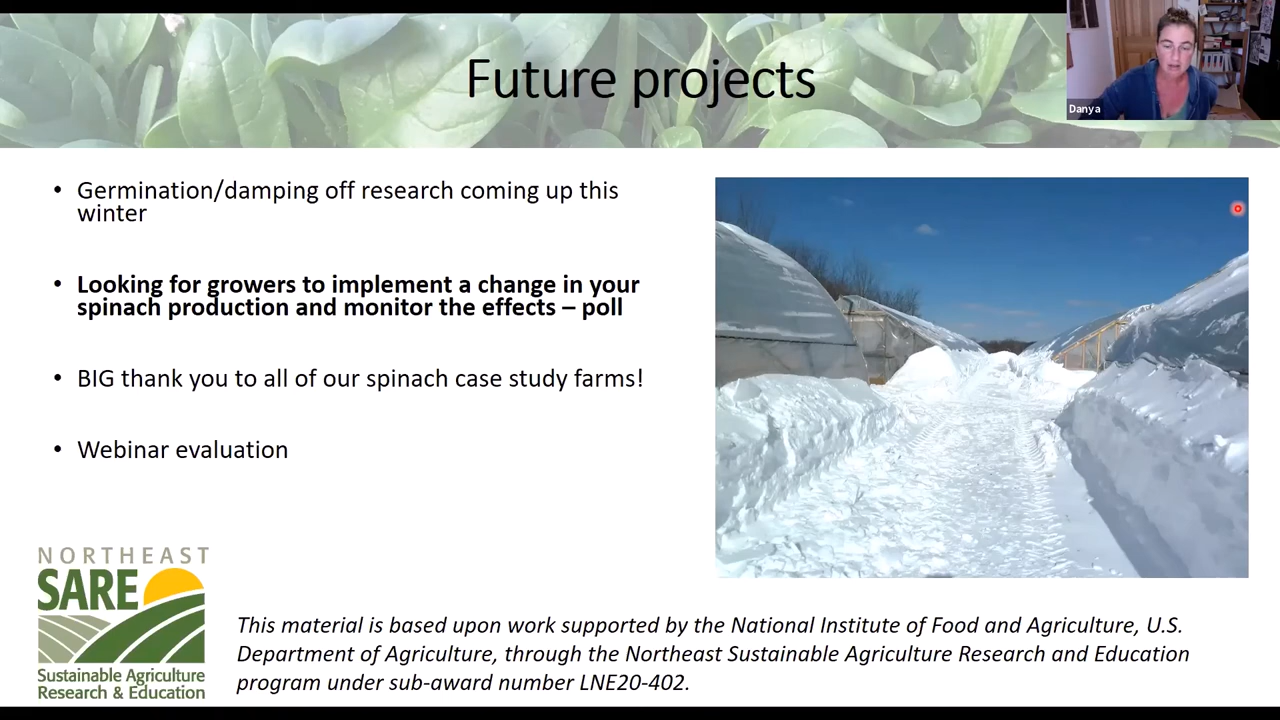 Future projects
Danya
• Germination/damping off research coming up this
winter
• Looking for growers to implement a change in your
spinach production and monitor the effects – poll
• BIG thank you to all of our spinach case study farms!
• Webinar evaluation
NORTHEAST
SARE
Sustainable Agriculture
Research & Education
This material is based upon work supported by the National Institute of Food and Agriculture, U.S.
Department of Agriculture, through the Northeast Sustainable Agriculture Research and Education
program under sub-award number LNE20-402.